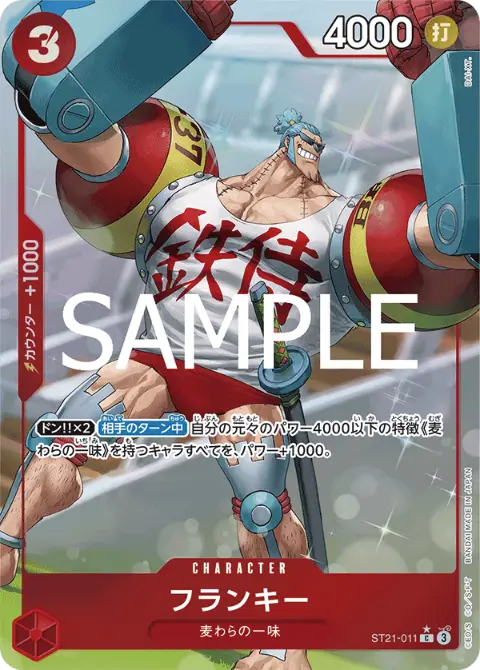 3
4000
打
DAI-XT.
37
鉄侍
カウンター +1000
SAMPLE
ドン!!×2 相手のターン中 自分の元々のパワー4000以下の特徴《麦
わらの一味》を持つキャラすべてを、パワー+1000。
CHARACTER
フランキー
麦わらの一味
ST21-011 C 3
BANDAI MADE IN JAPAN